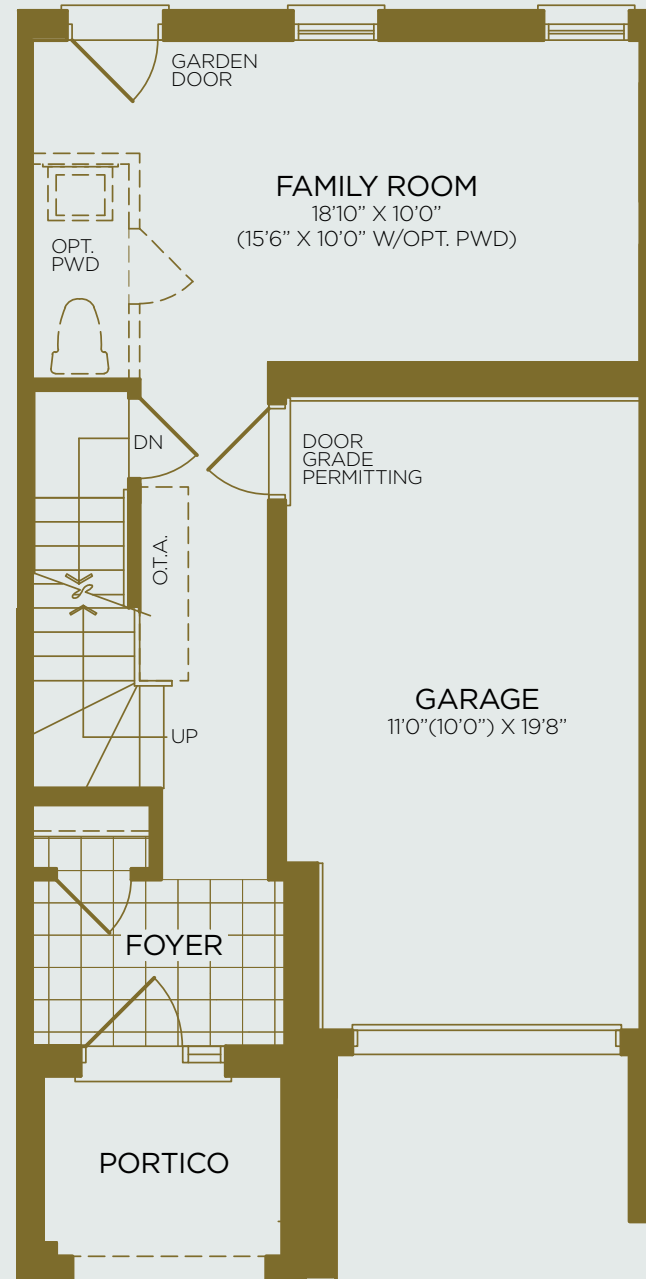 GARDEN
DOOR
FAMILY ROOM
18'10” X 10'0”
(15'6” X 10'0” W/OPT. PWD)
OPT.
PWD
DN
DOOR
GRADE
PERMITTING
O.T.A.
GARAGE
11'0”(10'0”) X 19'8”
UP
FOYER
PORTICO